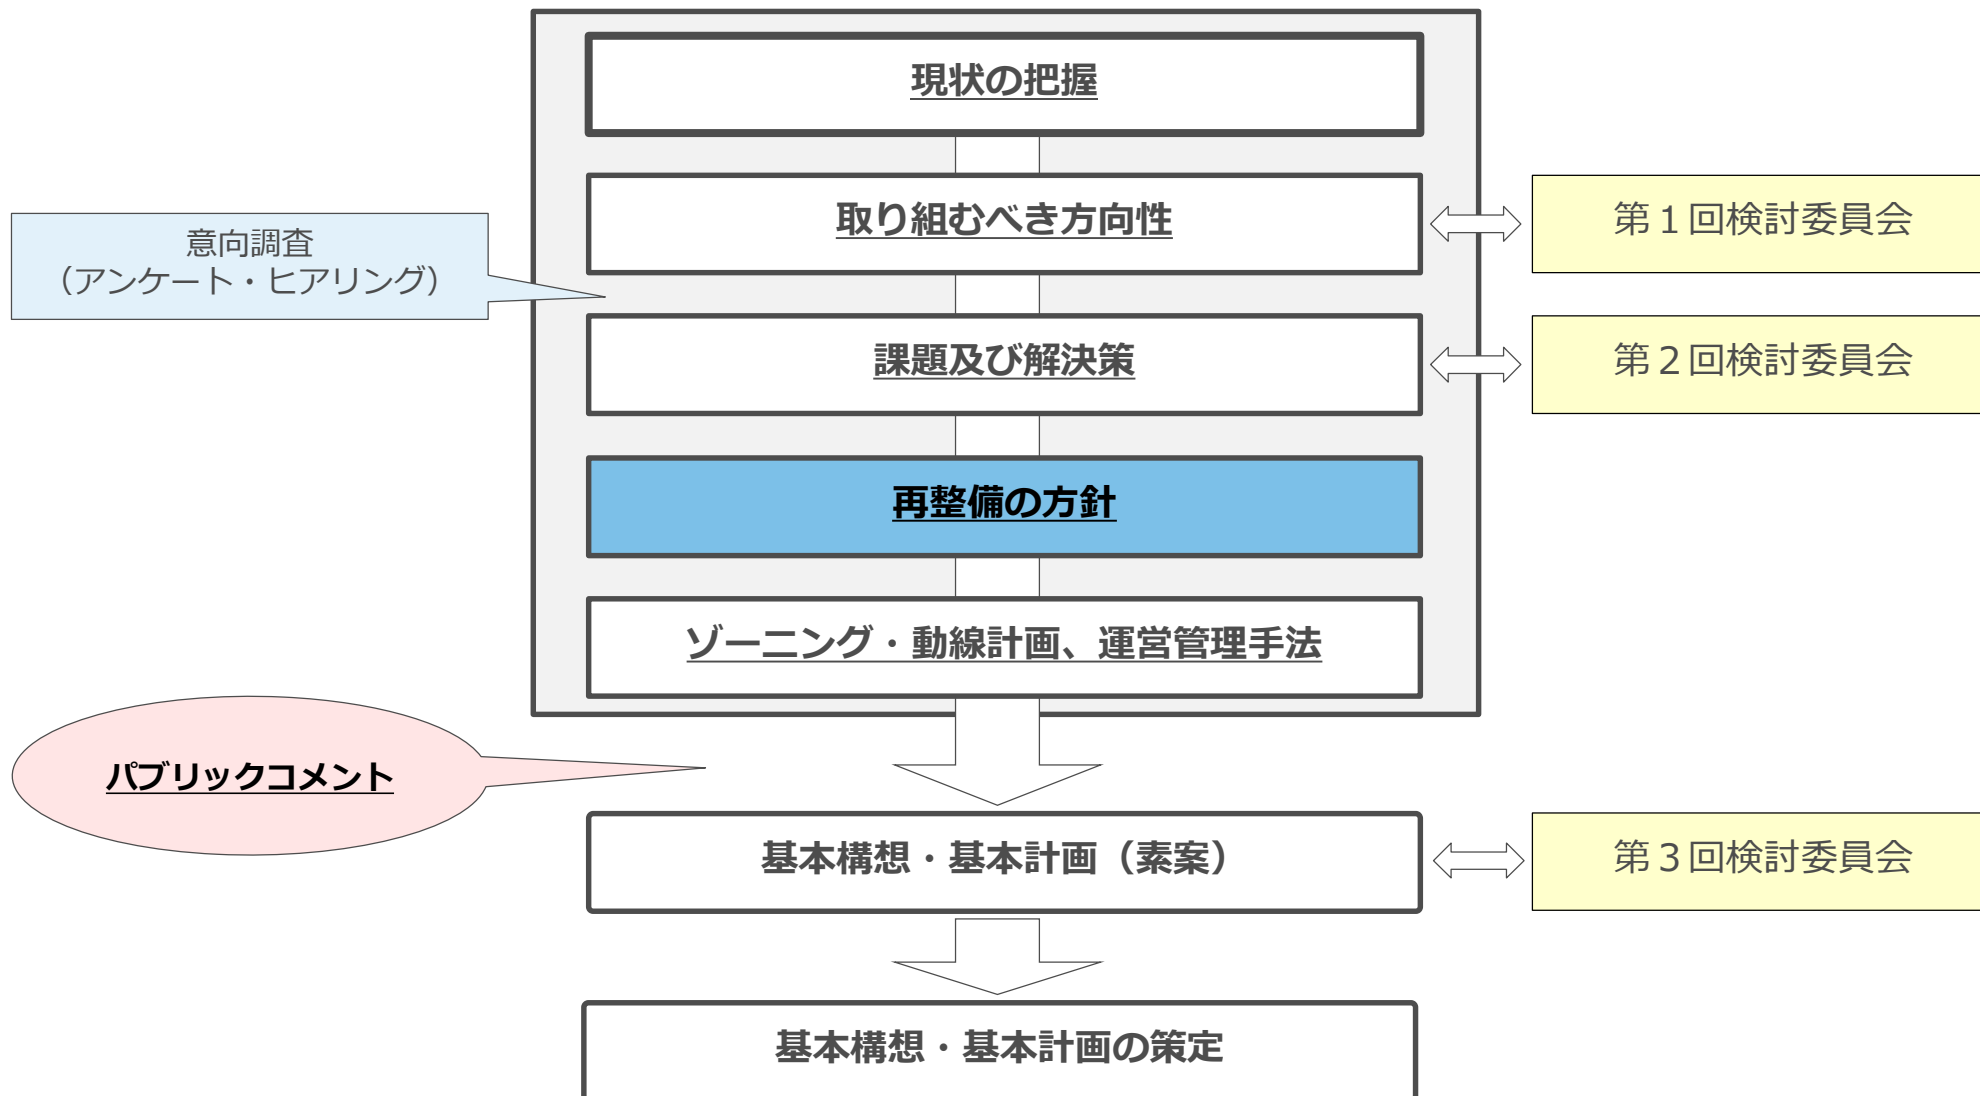 現状の把握
取り組むべき方向性
第１回検討委員会
意向調査
（アンケート・ヒアリング）
課題及び解決策
第２回検討委員会
再整備の方針
ゾーニング・動線計画、運営管理手法
パブリックコメント
基本構想・基本計画（素案）
第３回検討委員会
基本構想・基本計画の策定